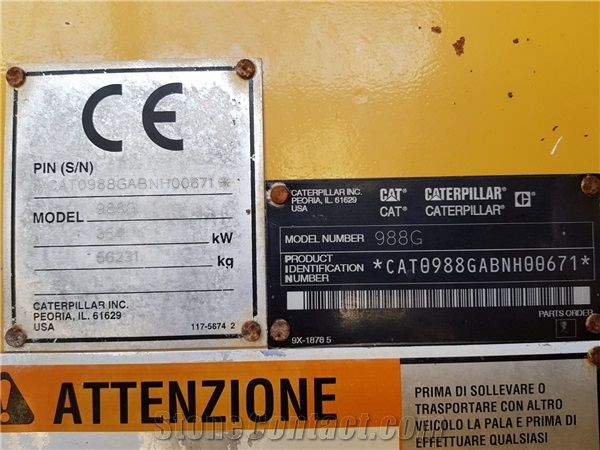 CE
PIN (S/N)
*CAT0988GABNH00671*
MODEL 988G
354 kW
56231 kg
CATERPILLAR INC.
PEORIA, IL. 61629
USA 117-5674 2
CATERPILLAR INC.
PEORIA, IL. 61629
USA
CAT® CATERPILLAR® C
CAT® CATERPILLAR®
MODEL NUMBER 988G
PRODUCT
IDENTIFICATION
NUMBER *CAT0988GABNH00671*
PARTS ORDER
9X-1878 5
ATTENZIONE
PRIMA DI SOLLEVARE O
TRASPORTARE CON ALTRO
VEICOLO LA PALA E PRIMA DI
EFFETTUARE QUALSIASI
StoneContact.com